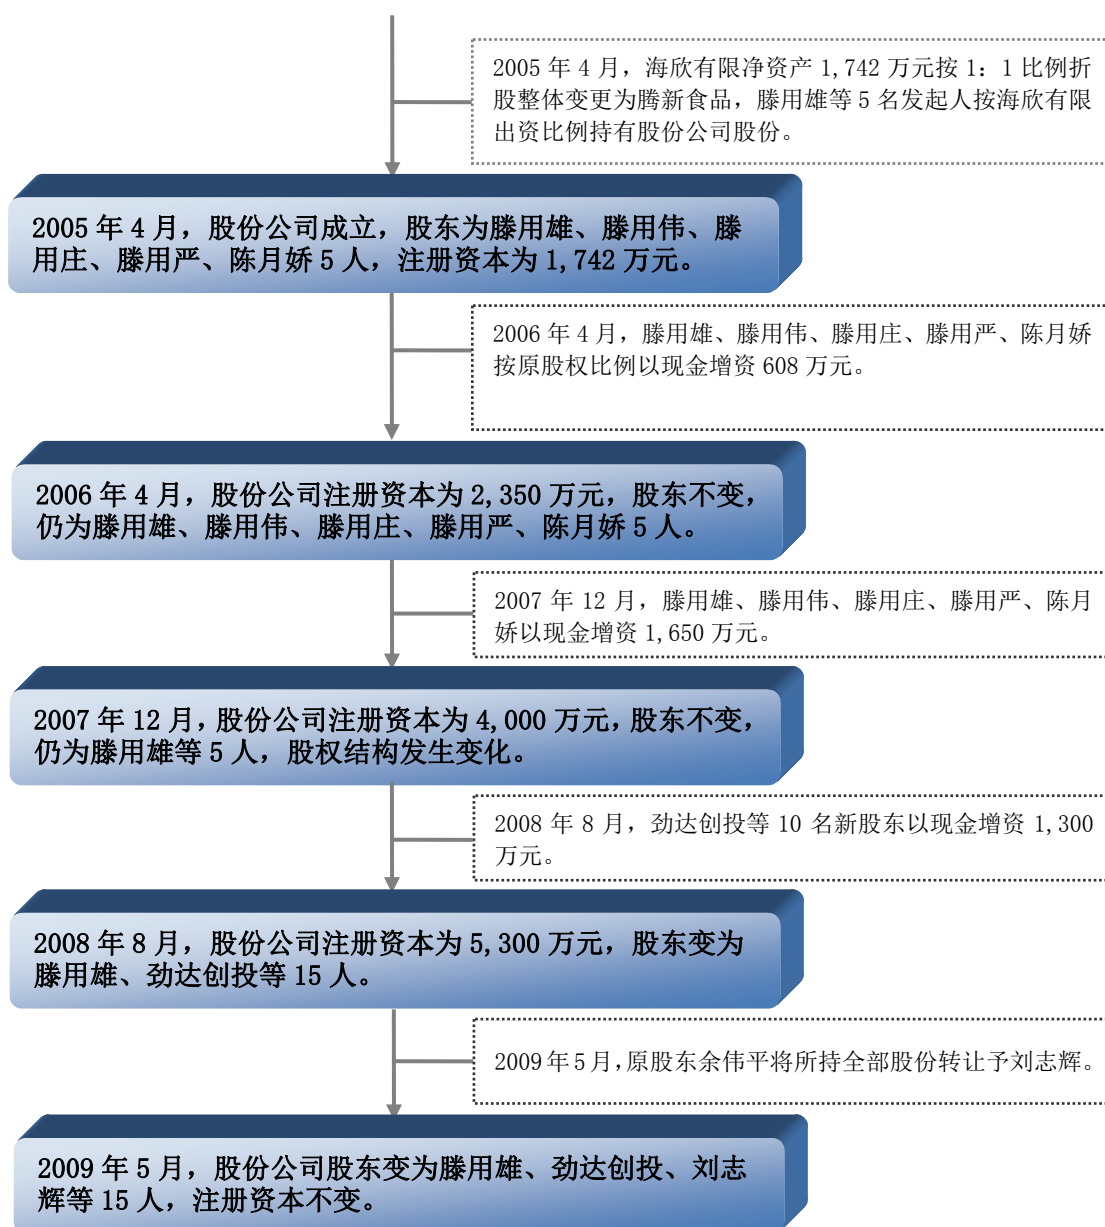 2005 年 4 月，海欣有限净资产 1,742 万元按 1：1 比例折
股整体变更为腾新食品，滕用雄等 5 名发起人按海欣有限
出资比例持有股份公司股份。
2005 年 4 月，股份公司成立，股东为滕用雄、滕用伟、滕
用庄、滕用严、陈月娇 5 人，注册资本为 1,742 万元。
2006 年 4 月，滕用雄、滕用伟、滕用庄、滕用严、陈月娇
按原股权比例以现金增资 608 万元。
2006 年 4 月，股份公司注册资本为 2,350 万元，股东不变，
仍为滕用雄、滕用伟、滕用庄、滕用严、陈月娇 5 人。
2007 年 12 月，滕用雄、滕用伟、滕用庄、滕用严、陈月
娇以现金增资 1,650 万元。
2007 年 12 月，股份公司注册资本为 4,000 万元，股东不变，
仍为滕用雄等 5 人，股权结构发生变化。
2008 年 8 月，劲达创投等 10 名新股东以现金增资 1,300
万元。
2008 年 8 月，股份公司注册资本为 5,300 万元，股东变为
滕用雄、劲达创投等 15 人。
2009 年 5 月，原股东余伟平将所持全部股份转让予刘志辉。
2009 年 5 月，股份公司股东变为滕用雄、劲达创投、刘志
辉等 15 人，注册资本不变。